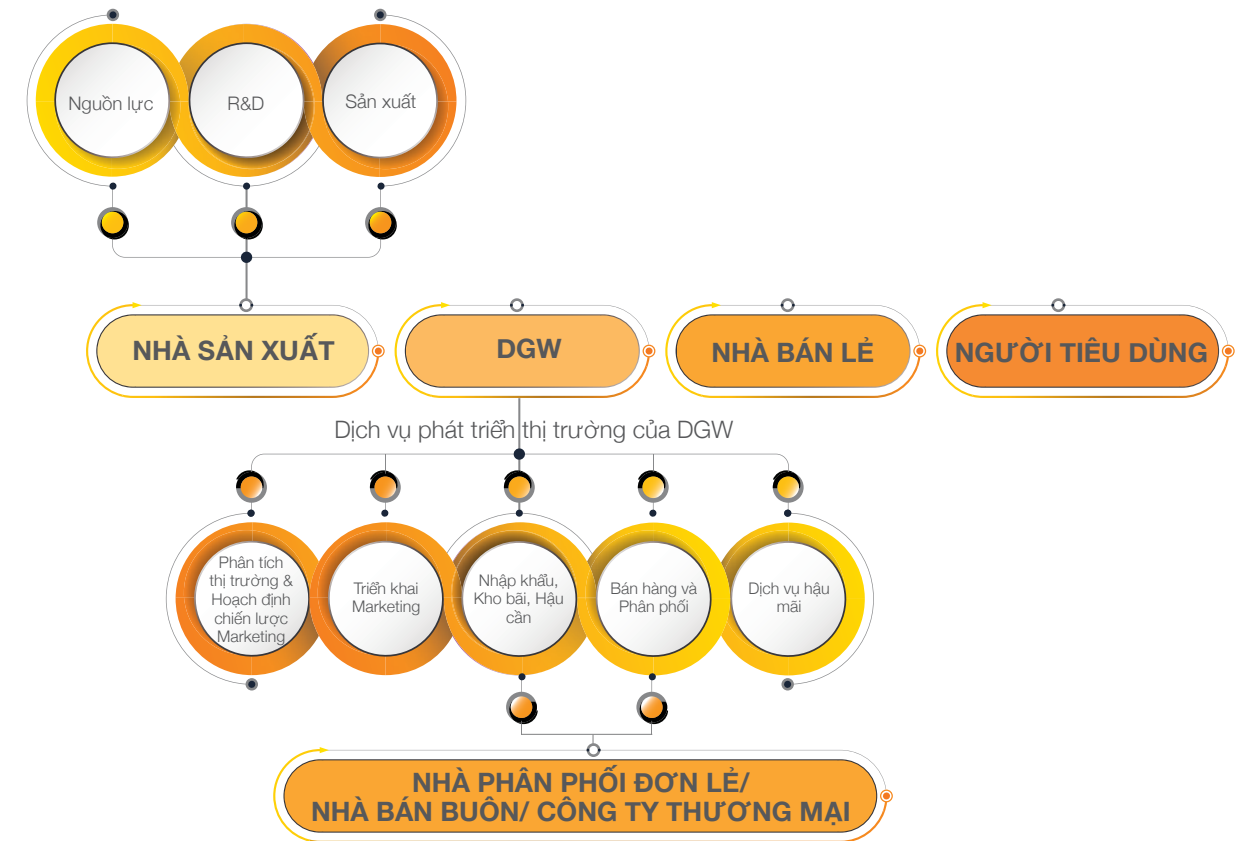 Nguồn lực
R&D
Sản xuất
NHÀ SẢN XUẤT
DGW
NHÀ BÁN LẺ
NGƯỜI TIÊU DÙNG
Dịch vụ phát triển thị trường của DGW
Phân tích
thị trường &
Hoạch định
chiến lược
Marketing
Triển khai
Marketing
Nhập khẩu,
Kho bãi, Hậu
cần
Bán hàng và
Phân phối
Dịch vụ hậu
mãi
NHÀ PHÂN PHỐI ĐƠN LẺ/
NHÀ BÁN BUÔN/ CÔNG TY THƯƠNG MẠI